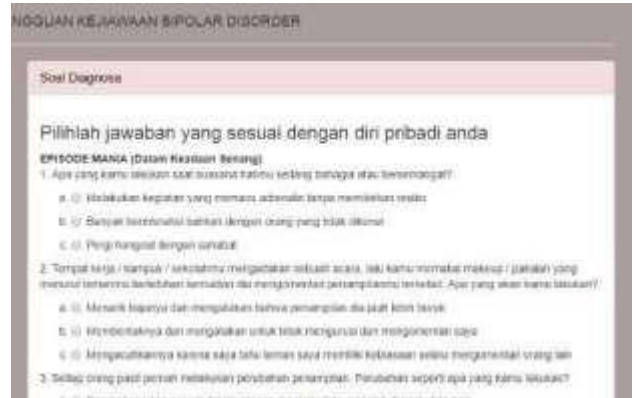 NGGUAN KEJIWAAN BIPOLAR DISORDER
Soal Diagnosa
Pilihlah jawaban yang sesuai dengan diri pribadi anda
EPISODE MANIA (Dalam Keadaan Senang)
1. Apa yang kamu lakukan saat suasana hatimu sedang bahagia atau bersemangat?
a. Melakukan kegiatan yang memacu adrenalin tanpa memikirkan resiko
b. Banyak berinteraksi bahkan dengan orang yang tidak dikenal
c. Pergi hangout dengan sahabat
2. Tempat kerja / kampus / sekolahmu mengadakan sebuah acara, lalu kamu memakai makeup / pakaian yang
menurut temanmu berlebihan kemudian dia mengomentari penampilanmu tersebut. Apa yang akan kamu lakukan?
a. Menarik bajunya dan mengatakan bahwa penampilan dia jauh lebih buruk
b. Memberitaknya dan mengatakan untuk tidak mengurusi dan mengomentari saya
c. Mengacuhkannya karena saya tahu teman saya memiliki kebiasaan selalu mengomentari orang lain
3. Setiap orang pasti pernah melakukan perubahan penampilan. Perubahan seperti apa yang kamu lakukan?